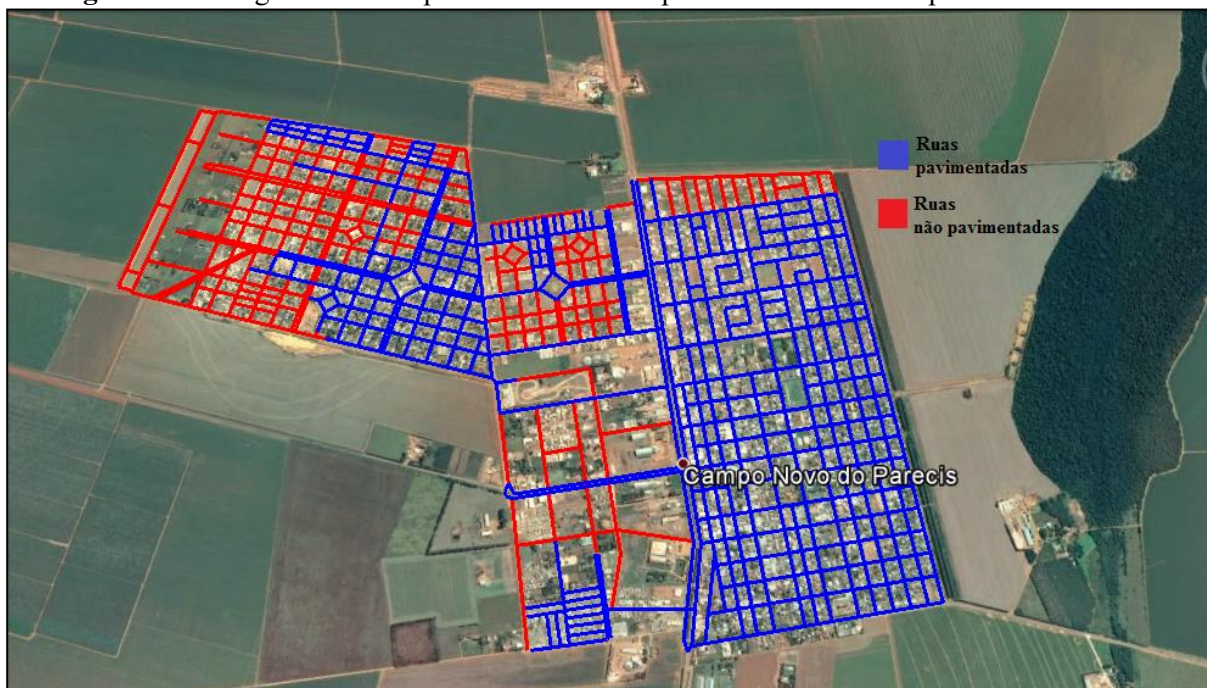 Ruas
pavimentadas
Ruas
não pavimentadas
Campo Novo do Parecis